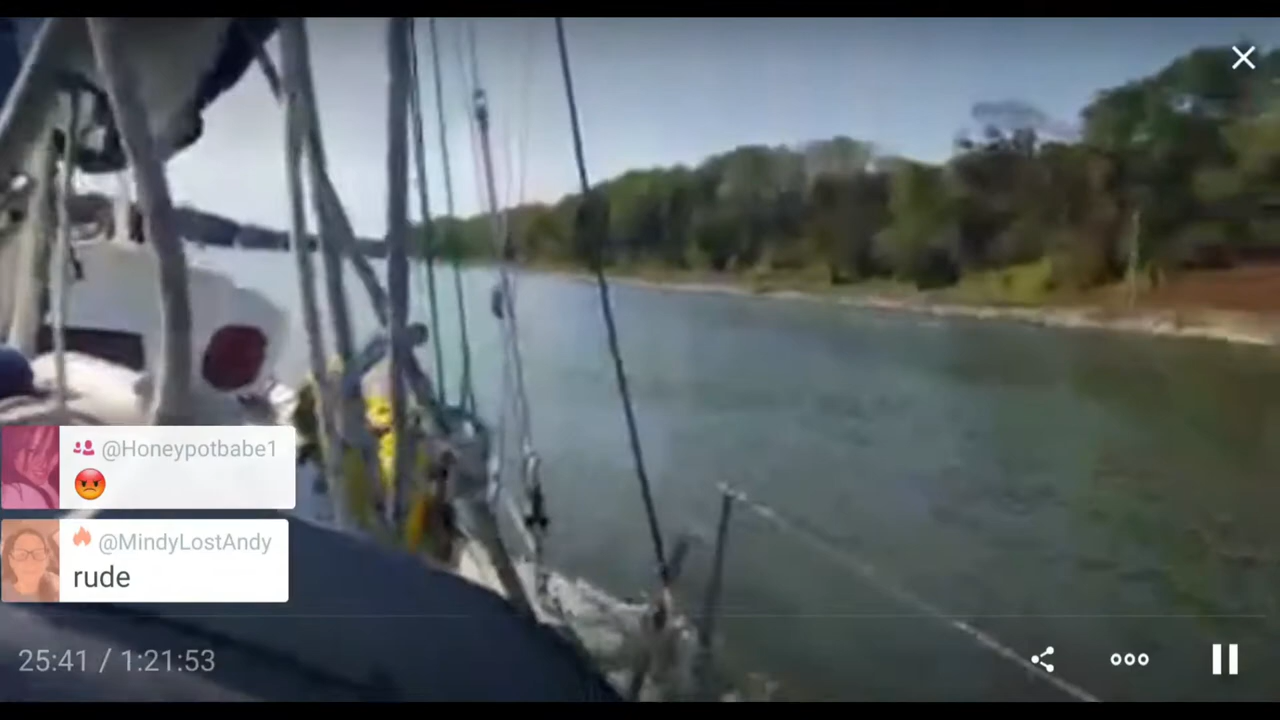 @Honeypotbabe1
😡
@MindyLostAndy
rude
25:41 / 1:21:53